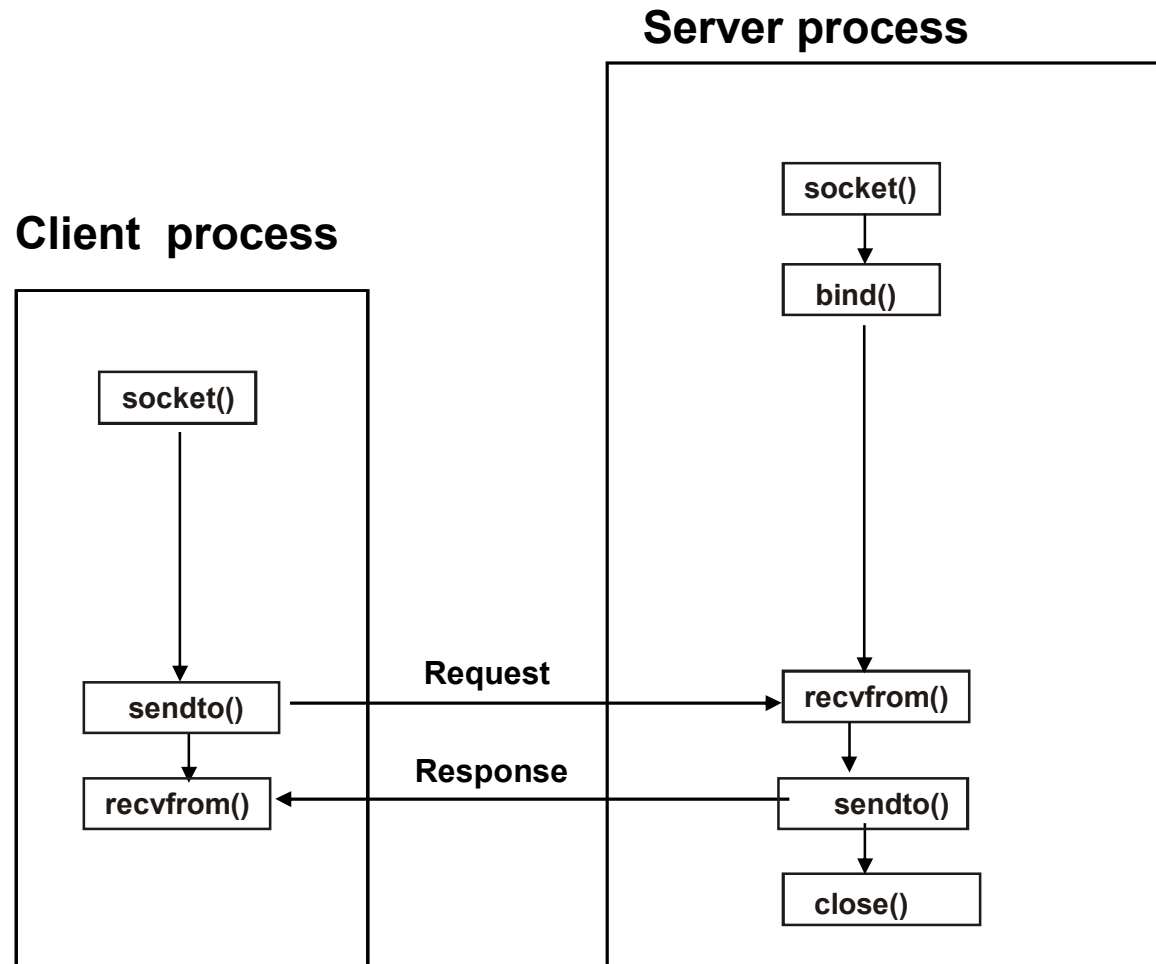 Server process
socket()
bind()
Client process
socket()
sendto()
recvfrom()
Request
Response
recvfrom()
sendto()
close()